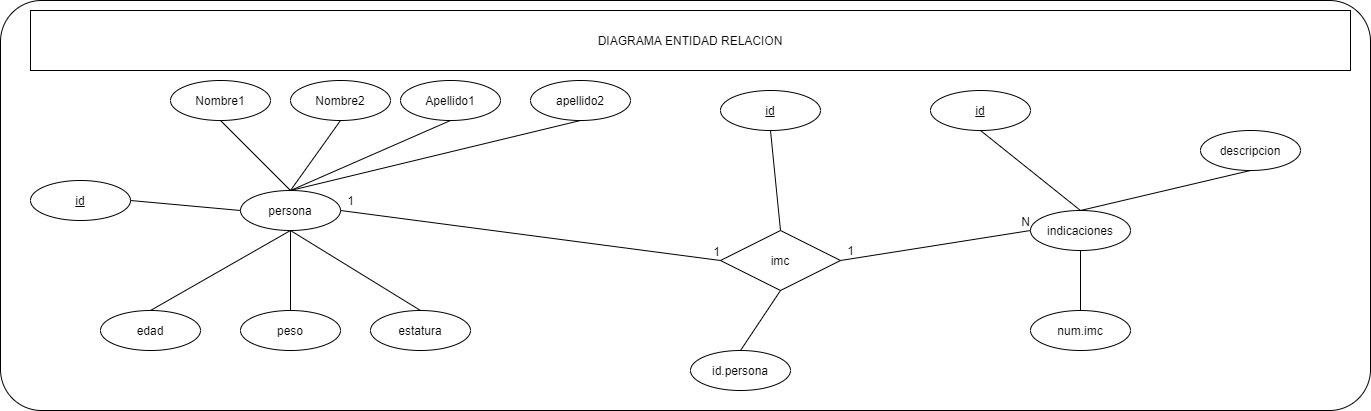 DIAGRAMA ENTIDAD RELACION
Nombre1
Nombre2
Apellido1
apellido2
id
id
descripcion
id
persona
1
1
imc
1
N
indicaciones
edad
peso
estatura
id.persona
num.imc